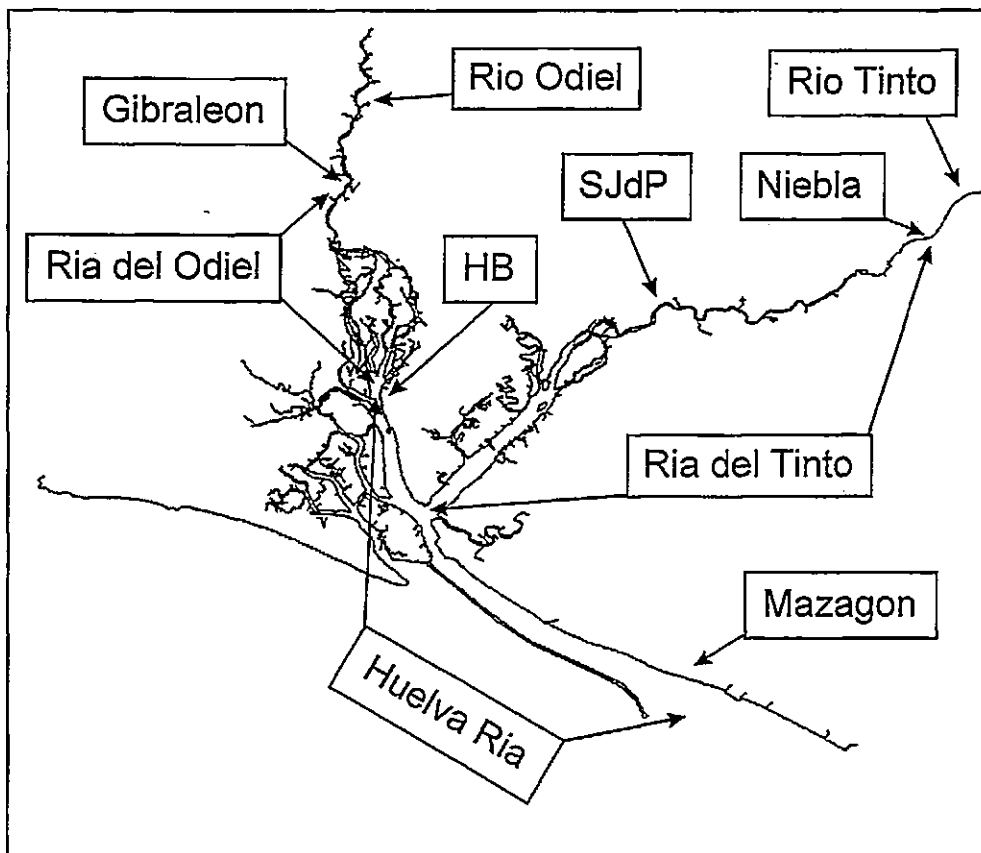 Rio Odiel
Rio Tinto
Gibraleon
SJdP
Niebla
Ria del Odiel
HB
Ria del Tinto
Mazagon
Huelva Ria